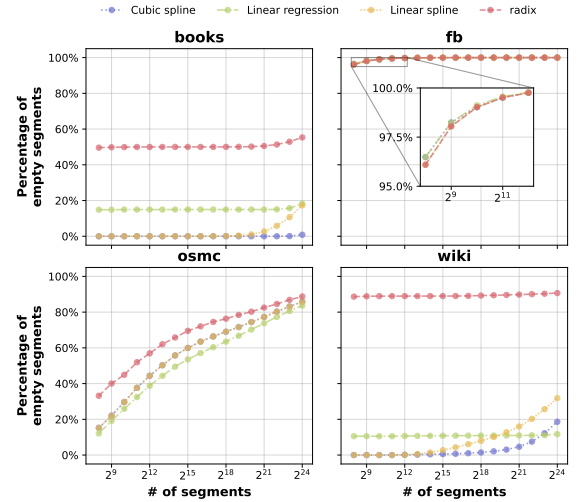 Cubic spline Linear regression Linear spline radix
books
fb
100%
80%
60%
40%
20%
0%
Percentage of
empty segments
100.0%
97.5%
95.0%
2^9 2^11
osmc
wiki
100%
80%
60%
40%
20%
0%
Percentage of
empty segments
2^9 2^12 2^15 2^18 2^21 2^24
# of segments
2^9 2^12 2^15 2^18 2^21 2^24
# of segments